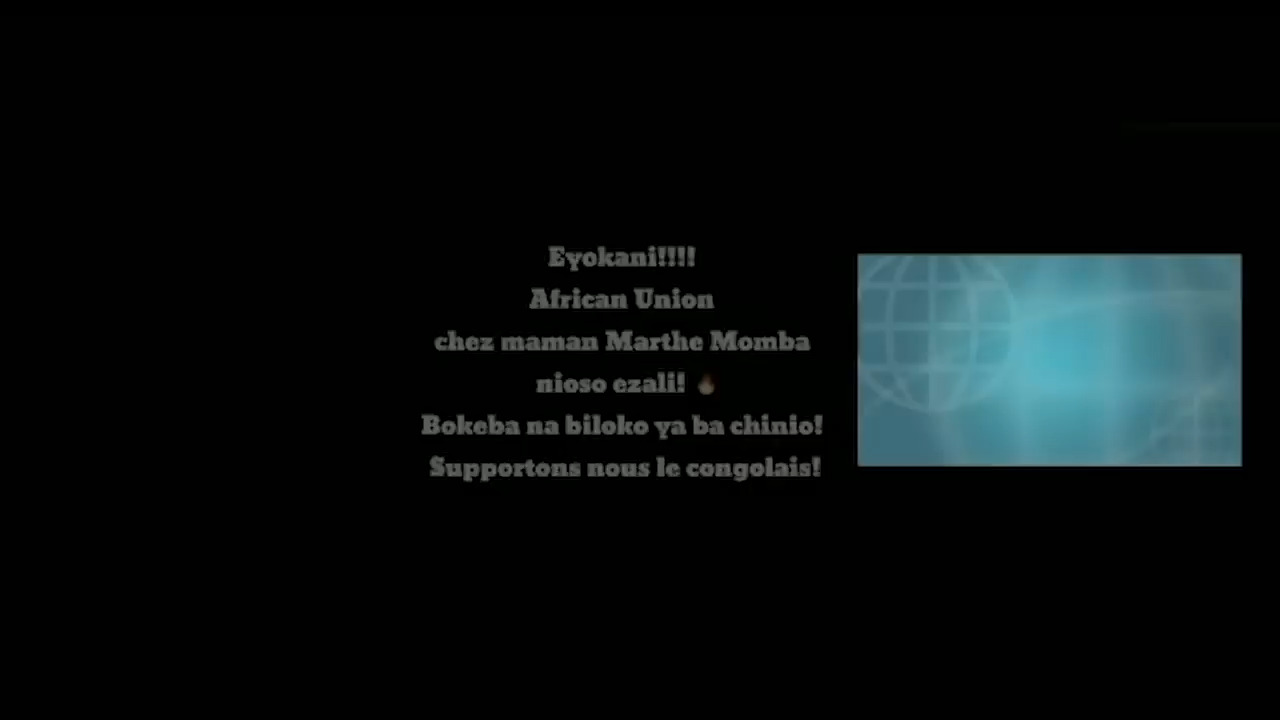 Eyokani!!!!
African Union
chez maman Marthe Momba
nioso ezali! 🔥
Bokeba na biloko ya ba chinio!
Supportons nous le congolais!